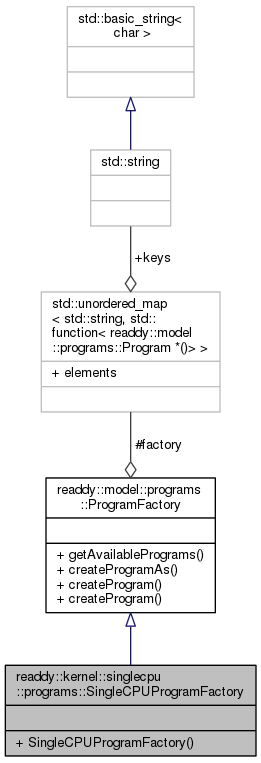 std::basic_string<
char >
std::string
+keys
std::unordered_map
< std::string, std::
function< readdy::model
::programs::Program *()> >
+ elements
#factory
readdy::model::programs
::ProgramFactory
+ getAvailablePrograms()
+ createProgramAs()
+ createProgram()
+ createProgram()
readdy::kernel::singlecpu
::programs::SingleCPUProgramFactory
+ SingleCPUProgramFactory()